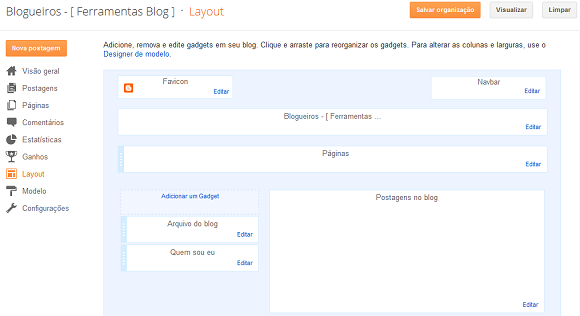 Blogueiros - [ Ferramentas Blog ] · Layout
Salvar organização
Visualizar
Limpar
Nova postagem
Visão geral
Postagens
Páginas
Comentários
Estatísticas
Ganhos
Layout
Modelo
Configurações
Adicione, remova e edite gadgets em seu blog. Clique e arraste para reorganizar os gadgets. Para alterar as colunas e larguras, use o
Designer de modelo.
Favicon
Editar
Navbar
Editar
Blogueiros - [ Ferramentas ...
Editar
Páginas
Editar
Adicionar um Gadget
Arquivo do blog
Editar
Quem sou eu
Editar
Postagens no blog
Editar